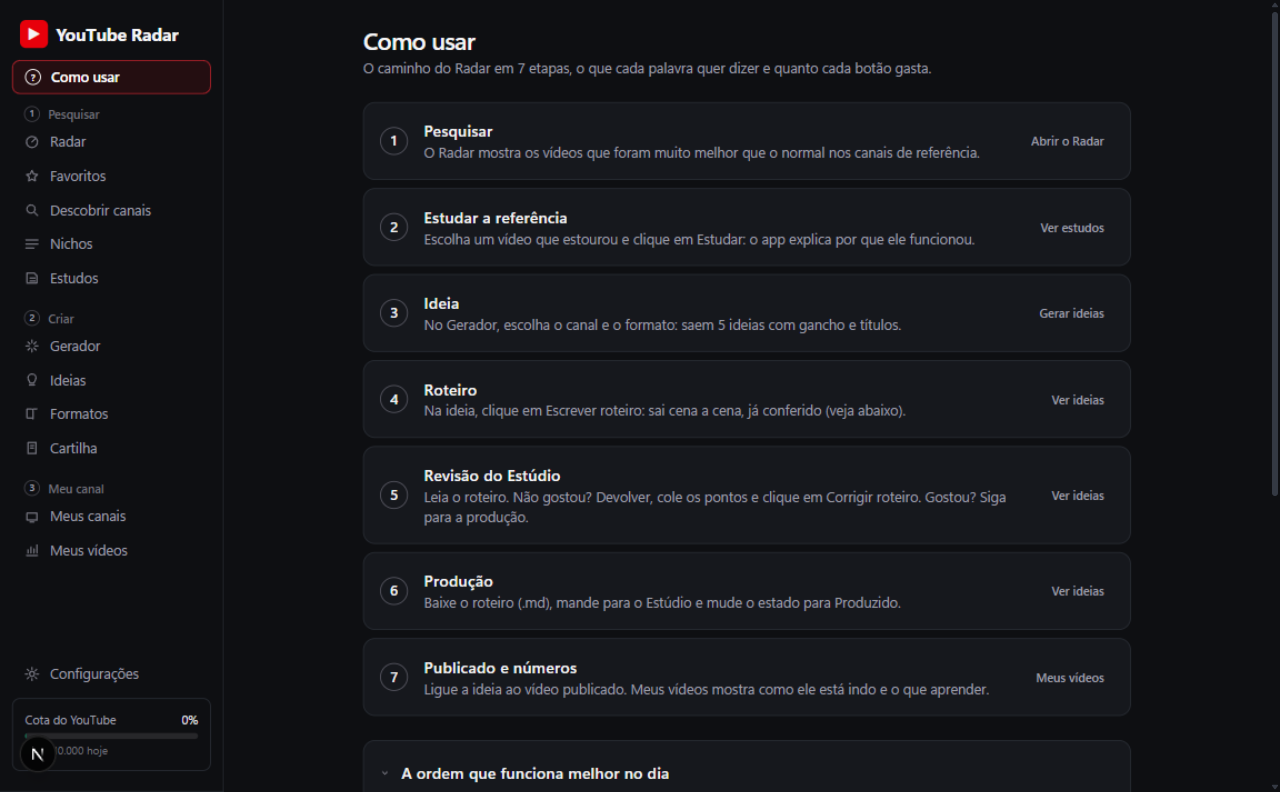 YouTube Radar
? Como usar
1 Pesquisar
Radar
Favoritos
Descobrir canais
Nichos
Estudos
2 Criar
Gerador
Ideias
Formatos
Cartilha
3 Meu canal
Meus canais
Meus vídeos
Configurações
Cota do YouTube 0%
0.000 hoje
N
Como usar
O caminho do Radar em 7 etapas, o que cada palavra quer dizer e quanto cada botão gasta.
1
Pesquisar
O Radar mostra os vídeos que foram muito melhor que o normal nos canais de referência.
Abrir o Radar
2
Estudar a referência
Escolha um vídeo que estourou e clique em Estudar: o app explica por que ele funcionou.
Ver estudos
3
Ideia
No Gerador, escolha o canal e o formato: saem 5 ideias com gancho e títulos.
Gerar ideias
4
Roteiro
Na ideia, clique em Escrever roteiro: sai cena a cena, já conferido (veja abaixo).
Ver ideias
5
Revisão do Estúdio
Leia o roteiro. Não gostou? Devolver, cole os pontos e clique em Corrigir roteiro. Gostou? Siga
para a produção.
Ver ideias
6
Produção
Baixe o roteiro (.md), mande para o Estúdio e mude o estado para Produzido.
Ver ideias
7
Publicado e números
Ligue a ideia ao vídeo publicado. Meus vídeos mostra como ele está indo e o que aprender.
Meus vídeos
A ordem que funciona melhor no dia